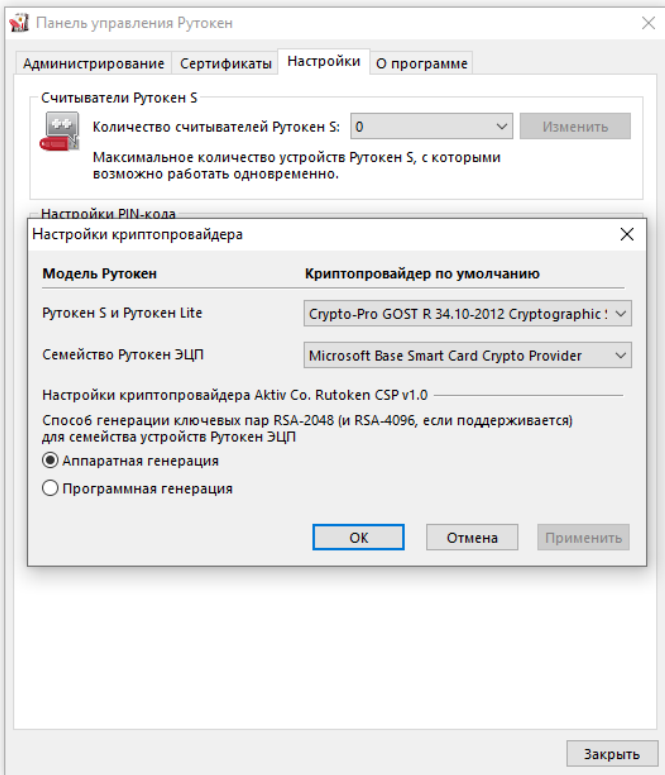 Панель управления Рутокен
Администрирование Сертификаты Настройки О программе
Считыватели Рутокен S
Количество считывателей Рутокен S: 0 Изменить
Максимальное количество устройств Рутокен S, с которыми
возможно работать одновременно.
Настройки PIN-кода
Настройки криптопровайдера
Модель Рутокен Криптопровайдер по умолчанию
Рутокен S и Рутокен Lite Crypto-Pro GOST R 34.10-2012 Cryptographic
Семейство Рутокен ЭЦП Microsoft Base Smart Card Crypto Provider
Настройки криптопровайдера Aktiv Co. Rutoken CSP v1.0
Способ генерации ключевых пар RSA-2048 (и RSA-4096, если поддерживается)
для семейства устройств Рутокен ЭЦП
Аппаратная генерация
Программная генерация
ОК Отмена Применить
Закрыть